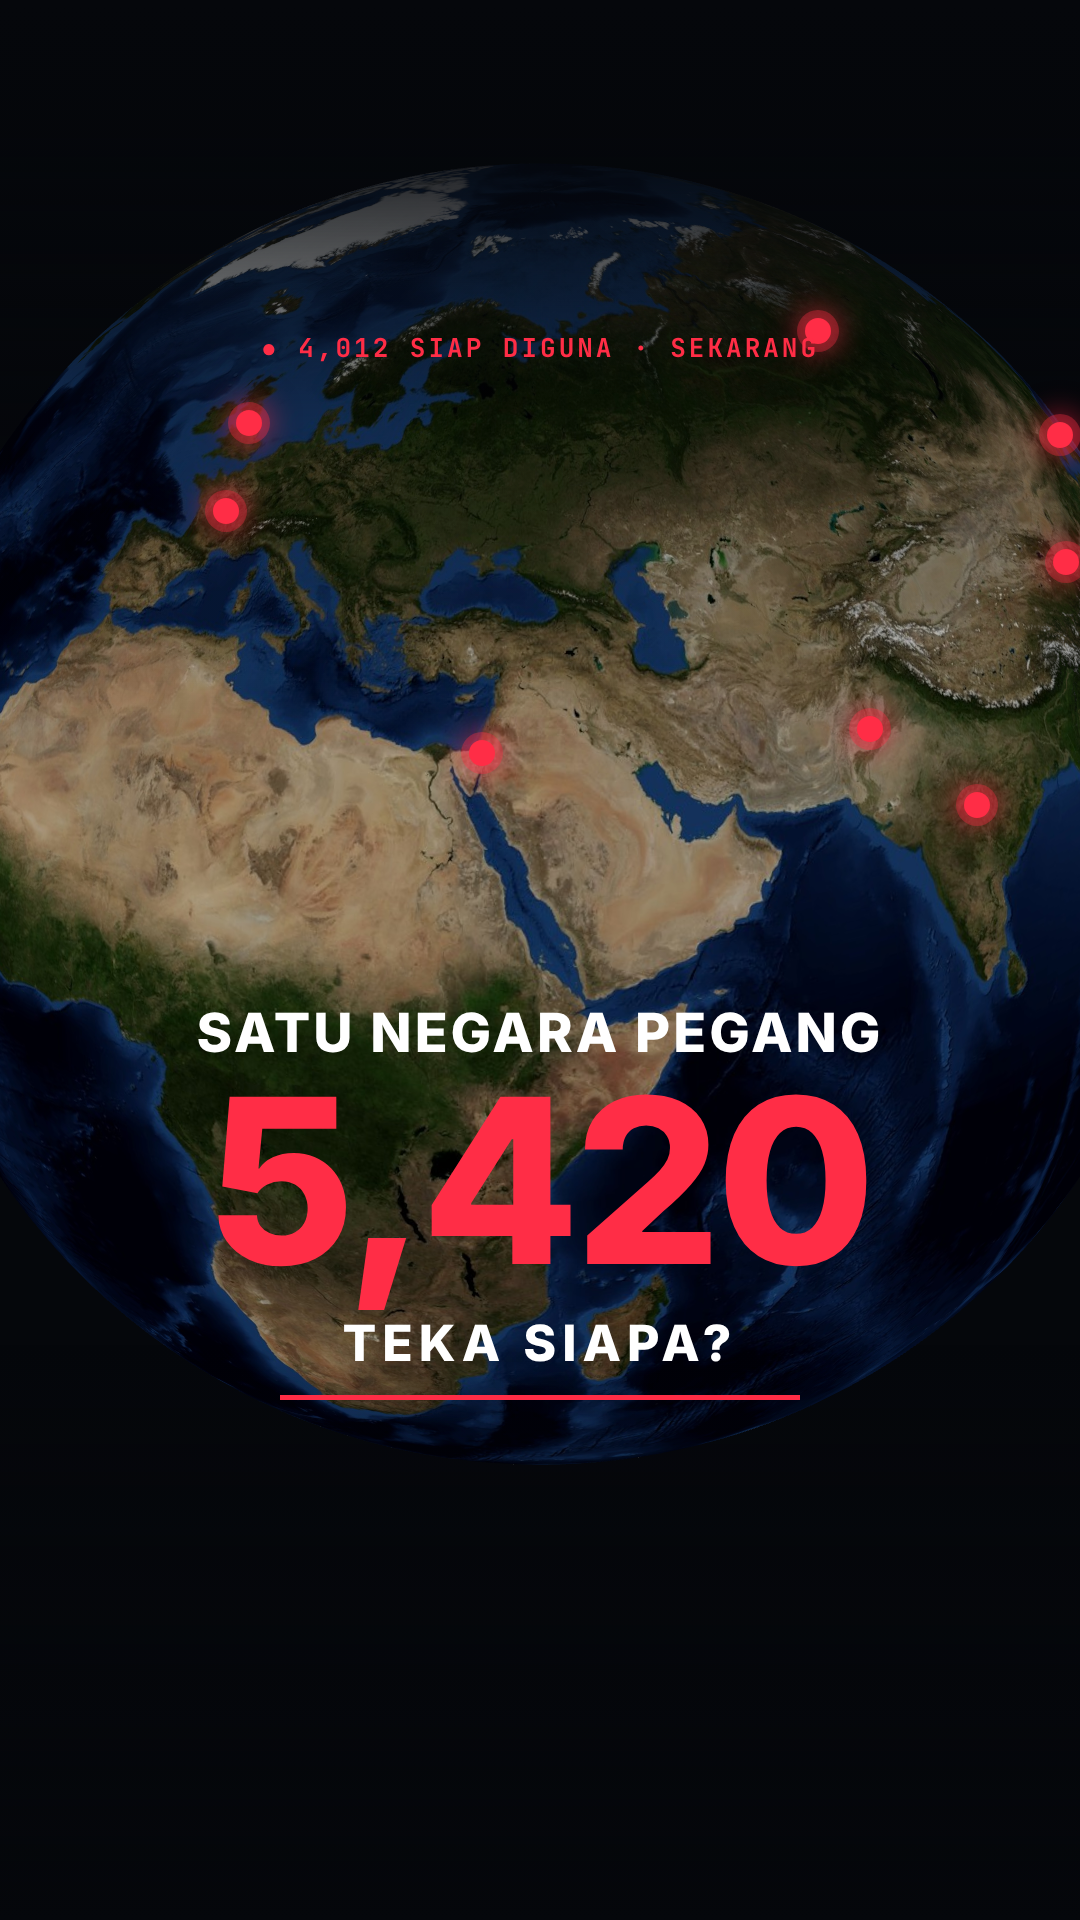 ● 4,012 SIAP DIGUNA · SEKARANG
SATU NEGARA PEGANG
5,420
TEKA SIAPA?